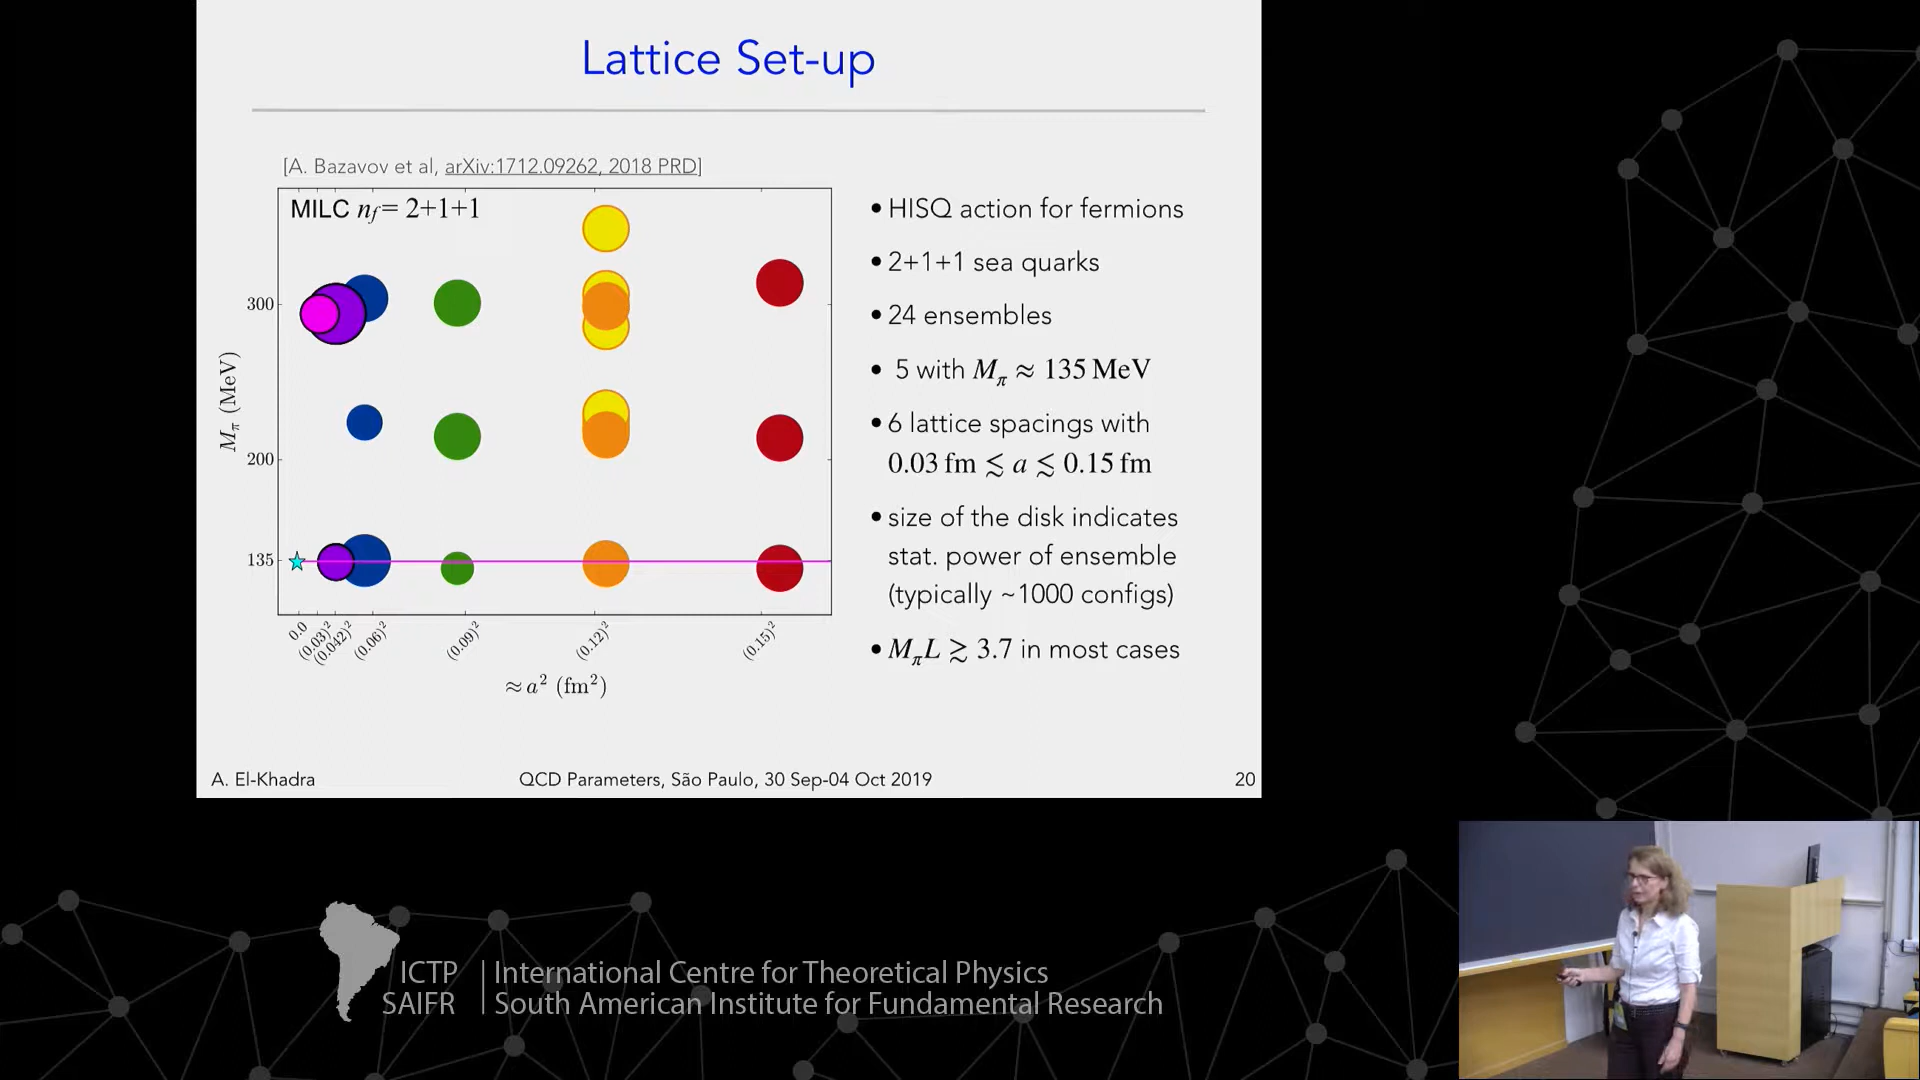 Lattice Set-up
[A. Bazavov et al, arXiv:1712.09262, 2018 PRD]
MILC n_f = 2+1+1
300
200
135
M_π (MeV)
0.0
(0.03)²
(0.042)²
(0.06)²
(0.09)²
(0.12)²
(0.15)²
≈ a² (fm²)
• HISQ action for fermions
• 2+1+1 sea quarks
• 24 ensembles
• 5 with M_π ≈ 135 MeV
• 6 lattice spacings with
0.03 fm ≲ a ≲ 0.15 fm
• size of the disk indicates
stat. power of ensemble
(typically ~1000 configs)
• M_πL ≳ 3.7 in most cases
A. El-Khadra
QCD Parameters, São Paulo, 30 Sep-04 Oct 2019
20
ICTP
SAIFR
International Centre for Theoretical Physics
South American Institute for Fundamental Research